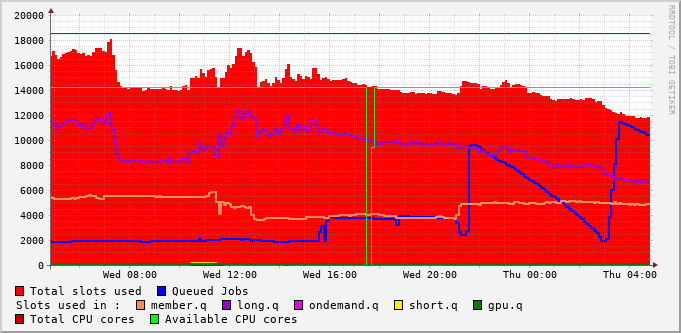 20000
18000
16000
14000
12000
10000
8000
6000
4000
2000
0
Wed 08:00 Wed 12:00 Wed 16:00 Wed 20:00 Thu 00:00 Thu 04:00
RRDTOOL / TOBI OETIKER
Total slots used Queued Jobs
Slots used in : member.q long.q ondemand.q short.q gpu.q
Total CPU cores Available CPU cores